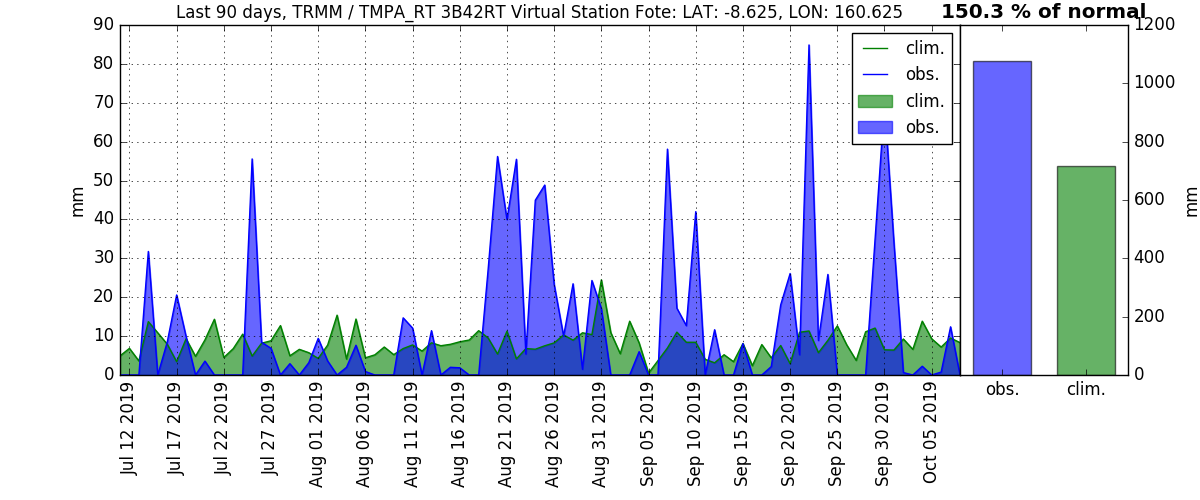 Last 90 days, TRMM / TMPA_RT 3B42RT Virtual Station Fote: LAT: -8.625, LON: 160.625
150.3 % of normal
90
80
70
60
50
40
30
20
10
0
mm
clim.
obs.
clim.
obs.
1200
1000
800
600
400
200
0
mm
Jul 12 2019
Jul 17 2019
Jul 22 2019
Jul 27 2019
Aug 01 2019
Aug 06 2019
Aug 11 2019
Aug 16 2019
Aug 21 2019
Aug 26 2019
Aug 31 2019
Sep 05 2019
Sep 10 2019
Sep 15 2019
Sep 20 2019
Sep 25 2019
Sep 30 2019
Oct 05 2019
obs.
clim.